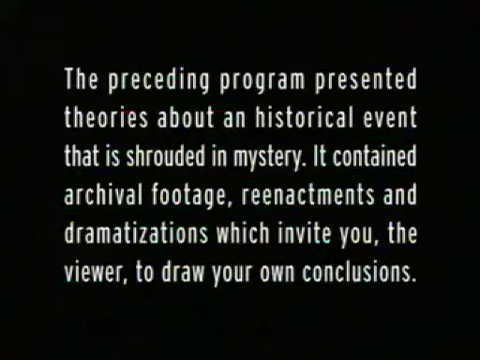 The preceding program presented
theories about an historical event
that is shrouded in mystery. It contained
archival footage, reenactments and
dramatizations which invite you, the
viewer, to draw your own conclusions.